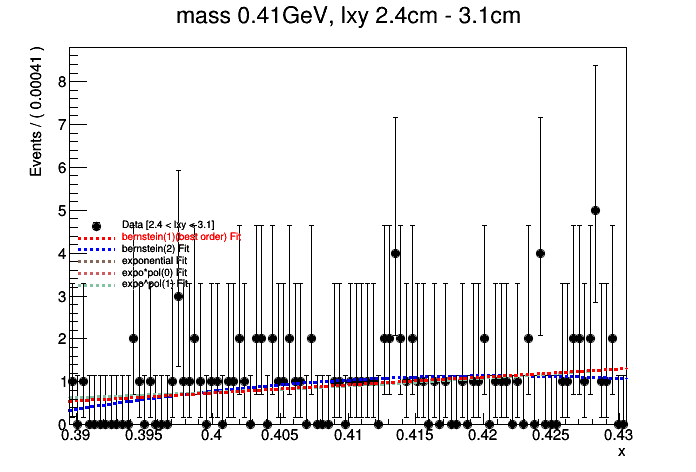 mass 0.41GeV, lxy 2.4cm - 3.1cm
Events / ( 0.00041 )
8
7
6
5
4
3
2
1
0
Data [2.4 < lxy < 3.1]
bernstein(1)(best order) Fit
bernstein(2) Fit
exponential Fit
expo*pol(0) Fit
expo*pol(1) Fit
0.39 0.395 0.4 0.405 0.41 0.415 0.42 0.425 0.43
x